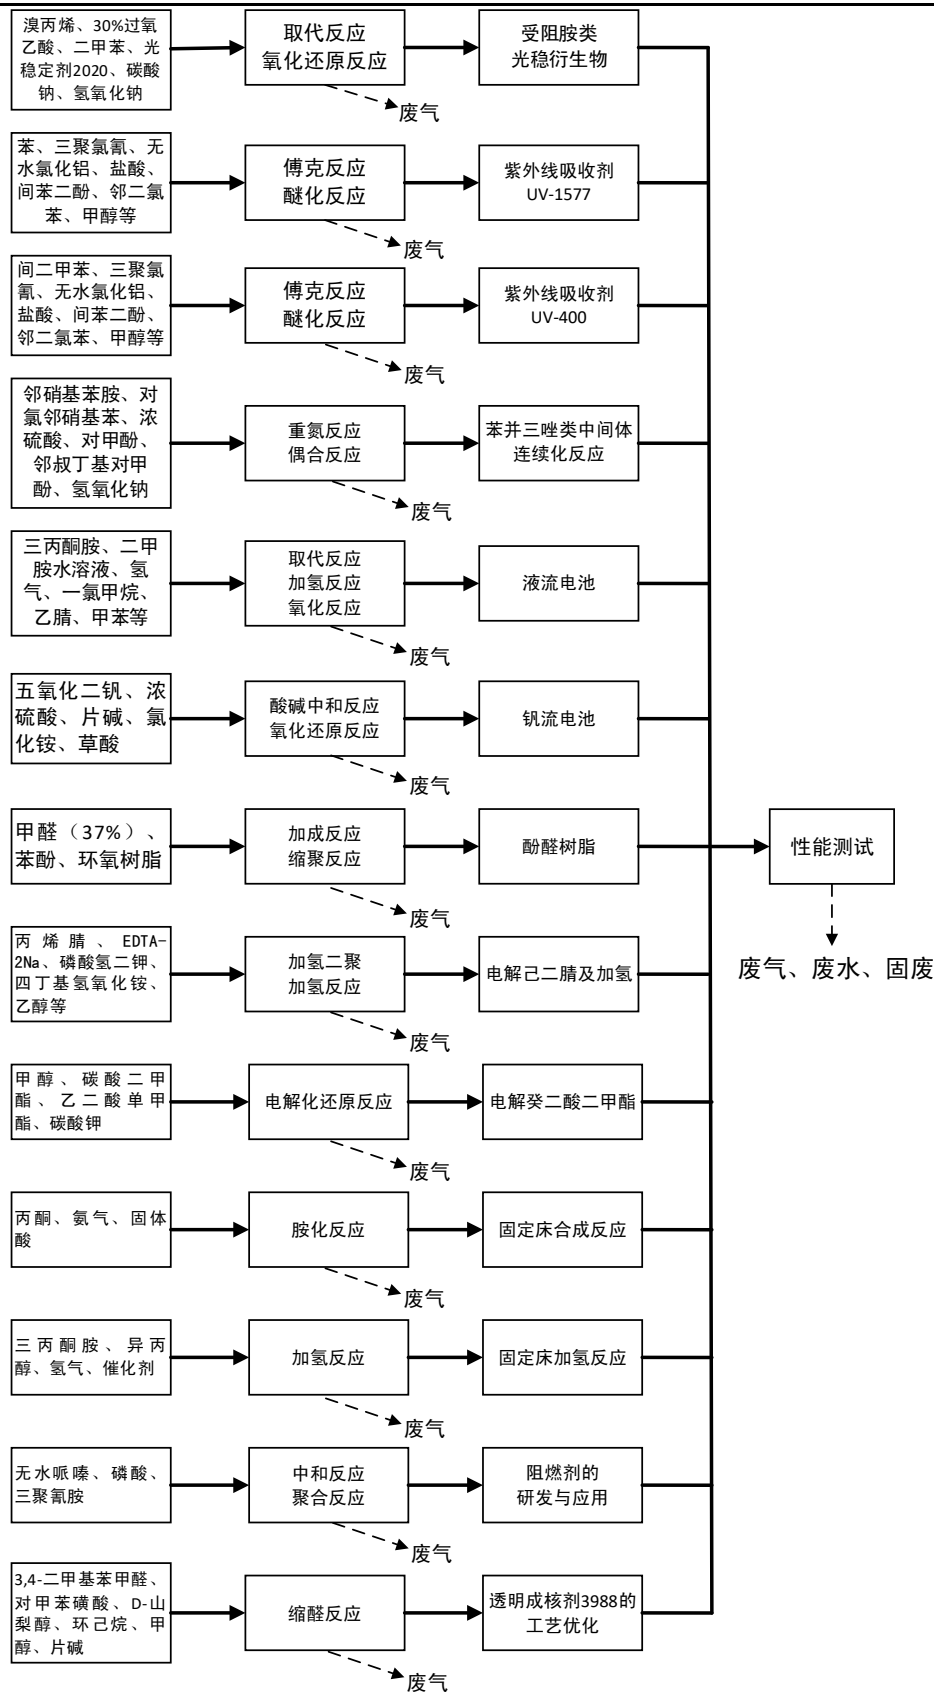 溴丙烯、30%过氧
乙酸、二甲苯、光
稳定剂2020、碳酸
钠、氢氧化钠
取代反应
氧化还原反应
受阻胺类
光稳衍生物
废气
苯、三聚氯氰、无
水氯化铝、盐酸、
间苯二酚、邻二氯
苯、甲醇等
傅克反应
醚化反应
紫外线吸收剂
UV-1577
废气
间二甲苯、三聚氯
氰、无水氯化铝、
盐酸、间苯二酚、
邻二氯苯、甲醇等
傅克反应
醚化反应
紫外线吸收剂
UV-400
废气
邻硝基苯胺、对
氯邻硝基苯、浓
硫酸、对甲酚、
邻叔丁基对甲
酚、氢氧化钠
重氮反应
偶合反应
苯并三唑类中间体
连续化反应
废气
三丙酮胺、二甲
胺水溶液、氢
气、一氯甲烷、
乙腈、甲苯等
取代反应
加氢反应
氧化反应
液流电池
废气
五氧化二钒、浓
硫酸、片碱、氯
化铵、草酸
酸碱中和反应
氧化还原反应
钒流电池
废气
甲醛（37%）、
苯酚、环氧树脂
加成反应
缩聚反应
酚醛树脂
性能测试
废气
丙烯腈、EDTA-
2Na、磷酸氢二钾、
四丁基氢氧化铵、
乙醇等
加氢二聚
加氢反应
电解己二腈及加氢
废气、废水、固废
废气
甲醇、碳酸二甲
酯、乙二酸单甲
酯、碳酸钾
电解化还原反应
电解癸二酸二甲酯
废气
丙酮、氨气、固体
酸
胺化反应
固定床合成反应
废气
三丙酮胺、异丙
醇、氢气、催化剂
加氢反应
固定床加氢反应
废气
无水哌嗪、磷酸、
三聚氰胺
中和反应
聚合反应
阻燃剂的
研发与应用
废气
3,4-二甲基苯甲醛、
对甲苯磺酸、D-山
梨醇、环己烷、甲
醇、片碱
缩醛反应
透明成核剂3988的
工艺优化
废气